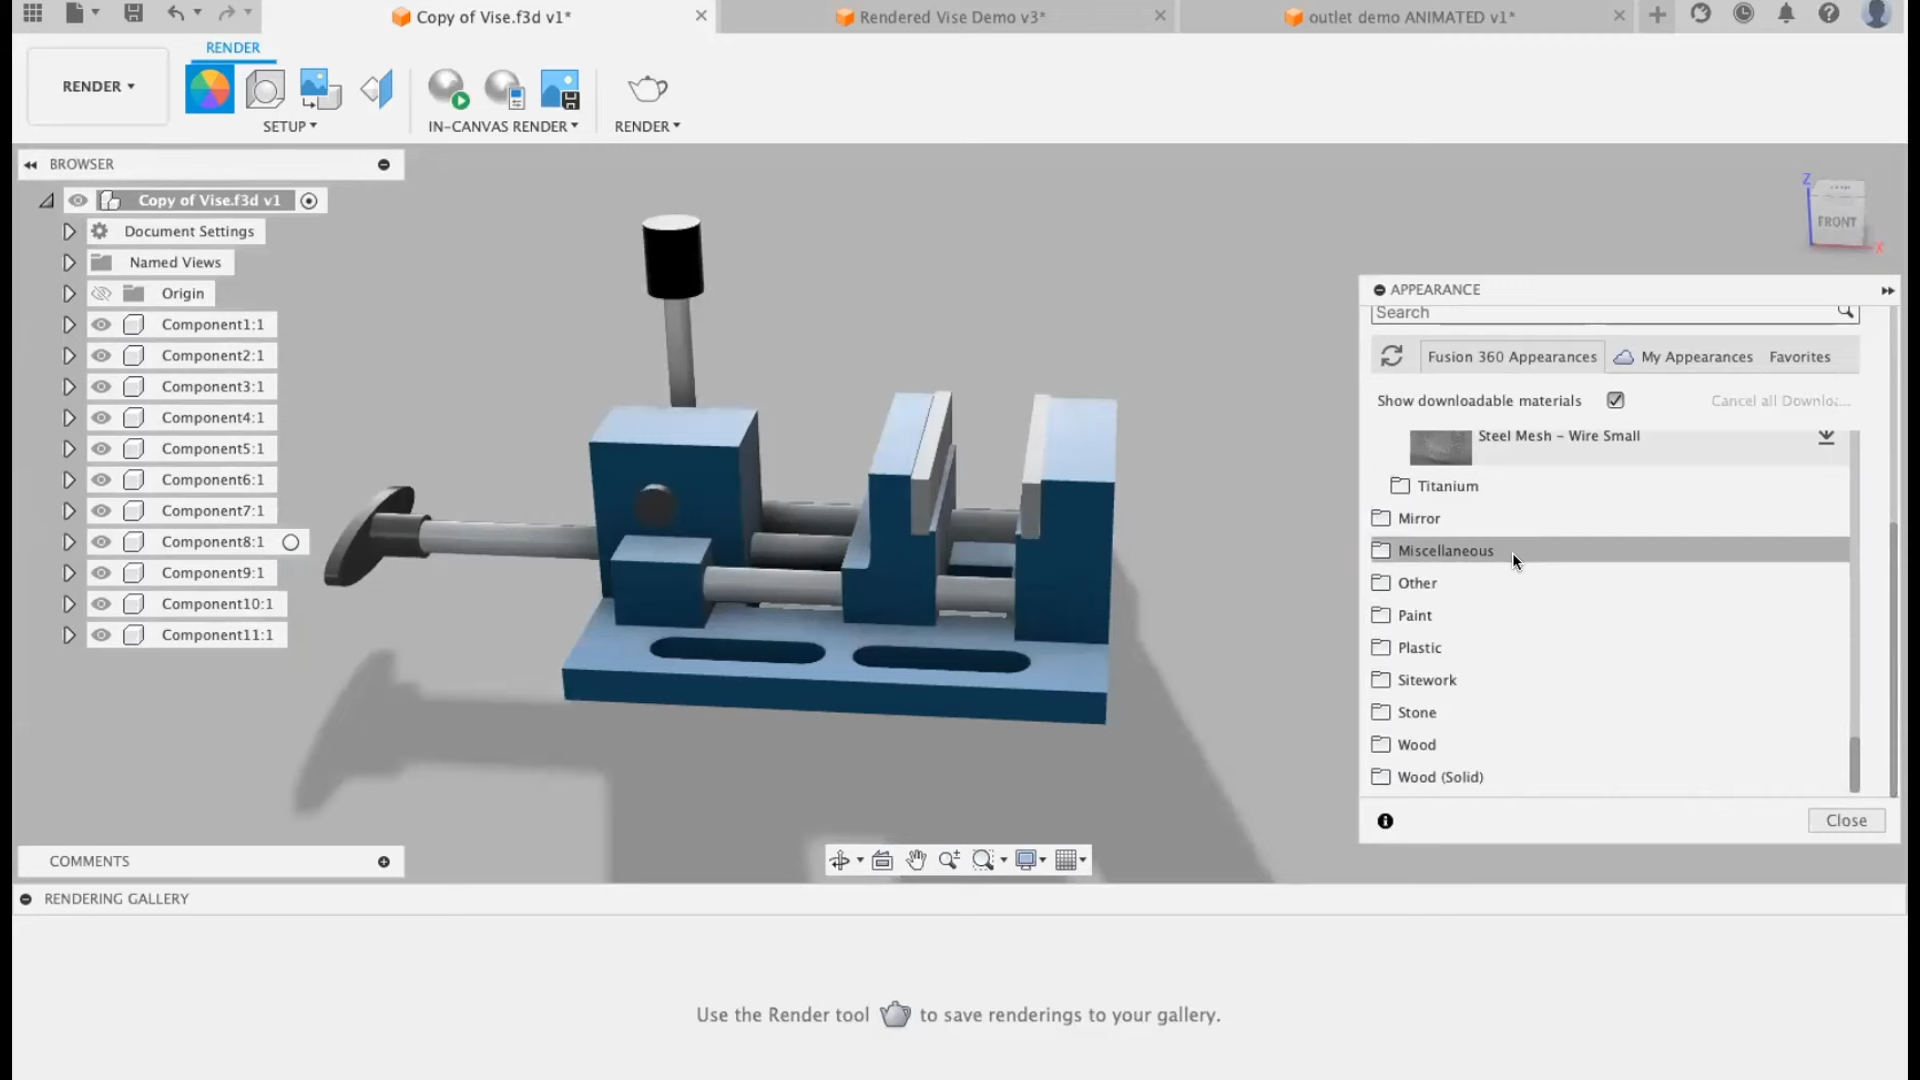 Copy of Vise.f3d v1*
Rendered Vise Demo v3*
outlet demo ANIMATED v1*
RENDER
RENDER
SETUP
IN-CANVAS RENDER
RENDER
BROWSER
Copy of Vise.f3d v1
Document Settings
Named Views
Origin
Component1:1
Component2:1
Component3:1
Component4:1
Component5:1
Component6:1
Component7:1
Component8:1
Component9:1
Component10:1
Component11:1
Z
FRONT
X
APPEARANCE
Search
Fusion 360 Appearances
My Appearances
Favorites
Show downloadable materials
Cancel all Downlo...
Steel Mesh - Wire Small
Titanium
Mirror
Miscellaneous
Other
Paint
Plastic
Sitework
Stone
Wood
Wood (Solid)
Close
COMMENTS
RENDERING GALLERY
Use the Render tool to save renderings to your gallery.